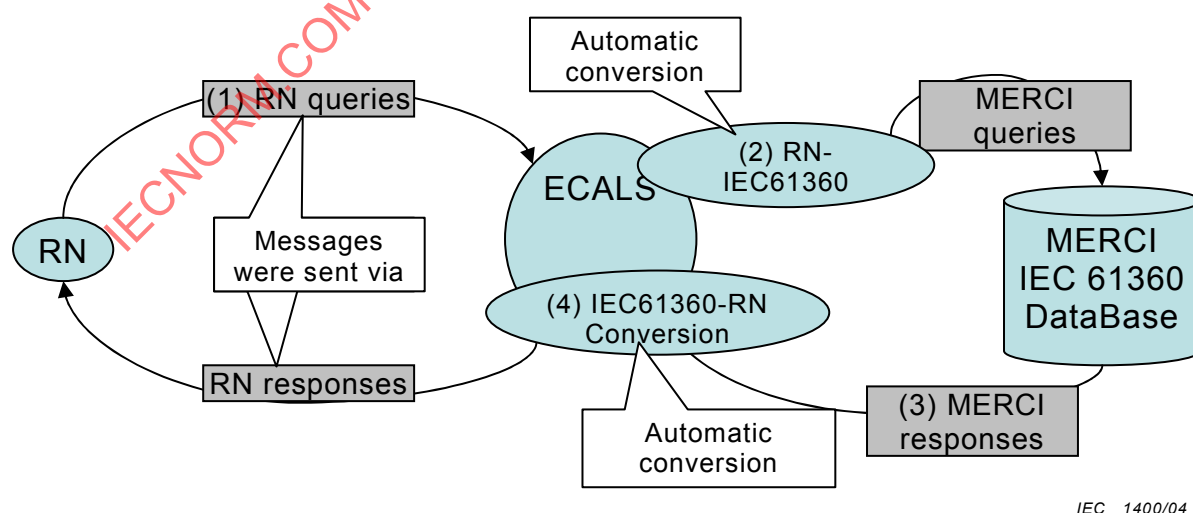 Automatic
conversion
(1) RN queries
MERCI
queries
(2) RN-
IEC61360
ECALS
RN
Messages
were sent via
MERCI
IEC 61360
DataBase
(4) IEC61360-RN
Conversion
RN responses
(3) MERCI
responses
Automatic
conversion
IECNORM.COM
IEC 1400/04